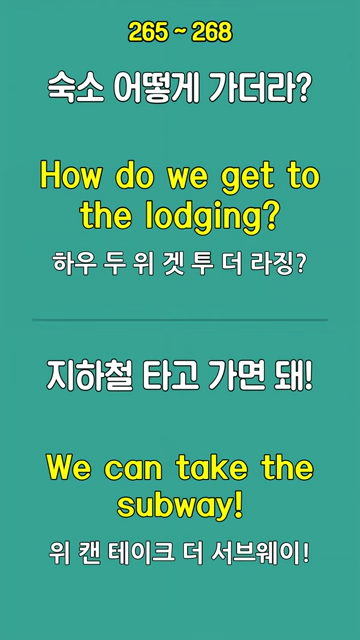 265 ~ 268
숙소 어떻게 가더라?
How do we get to
the lodging?
하우 두 위 겟 투 더 라징?
지하철 타고 가면 돼!
We can take the
subway!
위 캔 테이크 더 서브웨이!